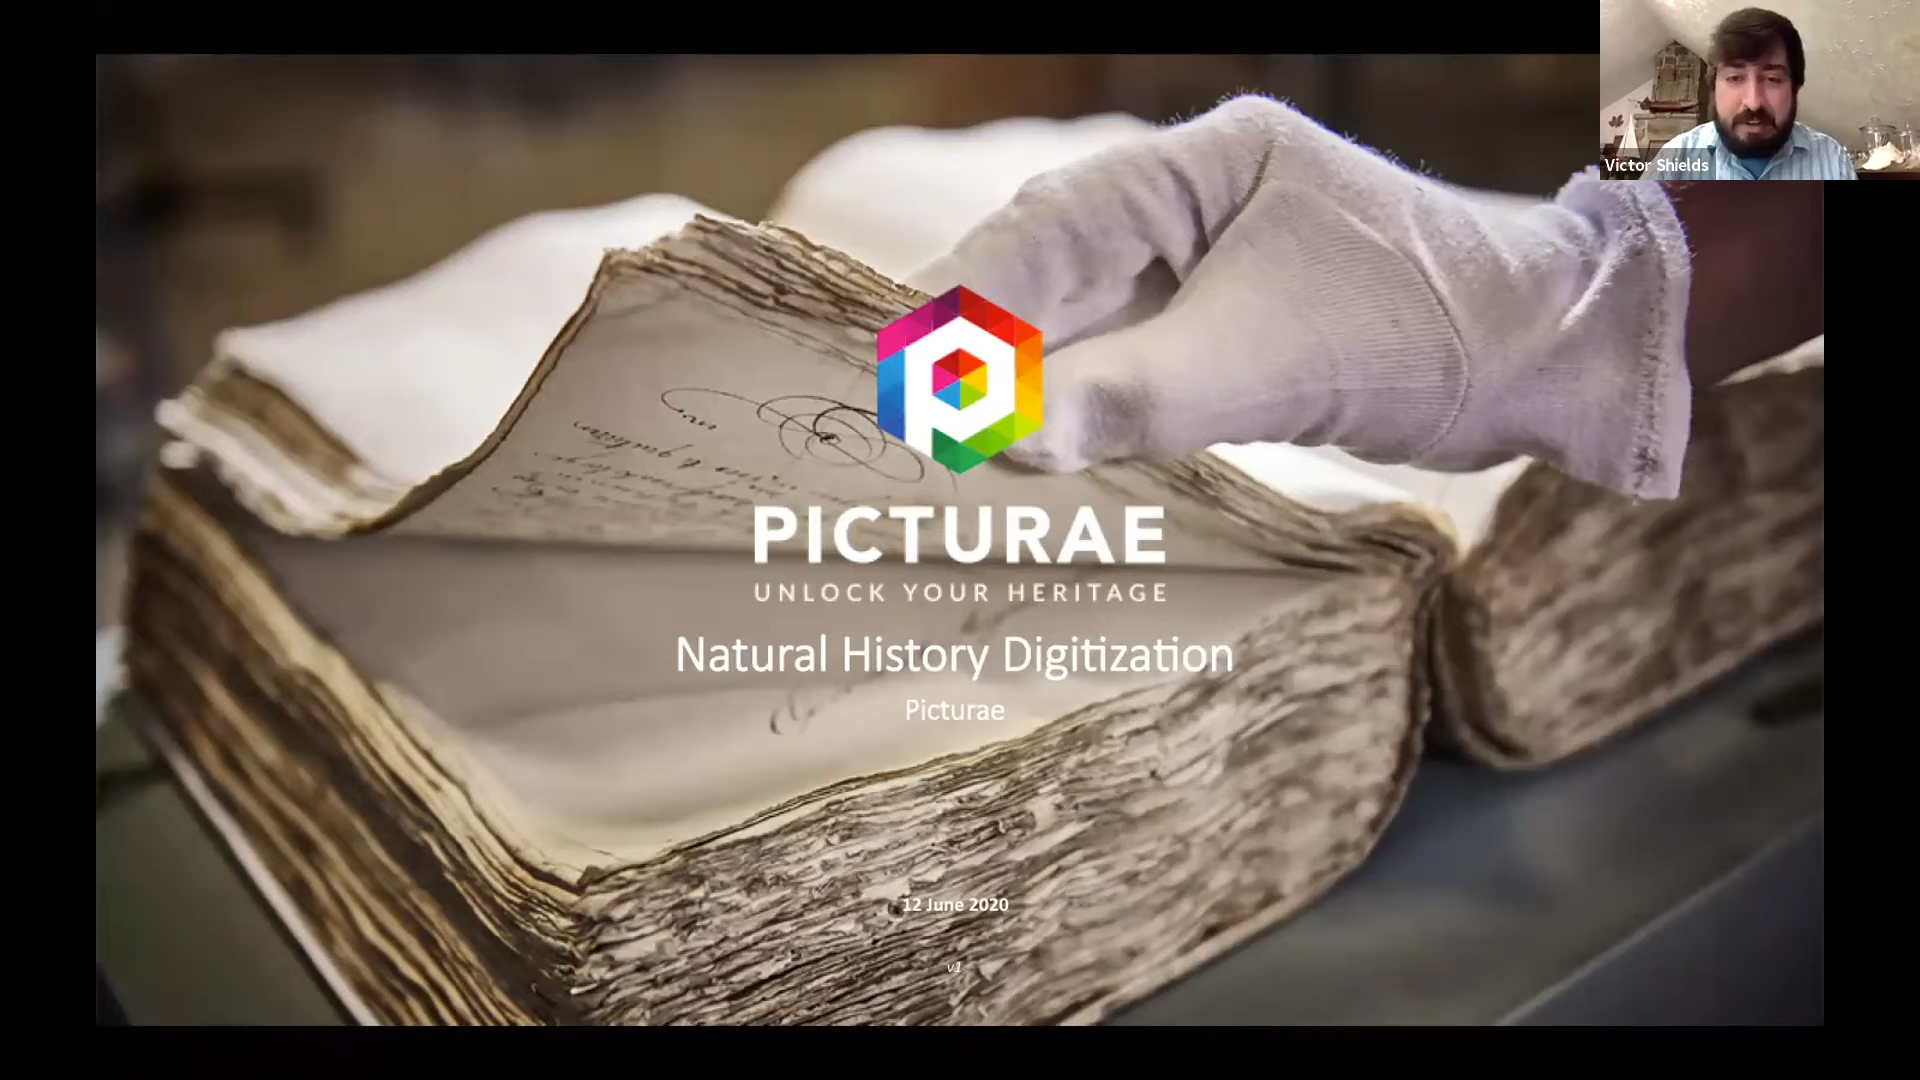 Victor Shields
PICTURAE
UNLOCK YOUR HERITAGE
Natural History Digitization
Picturae
12 June 2020
v1